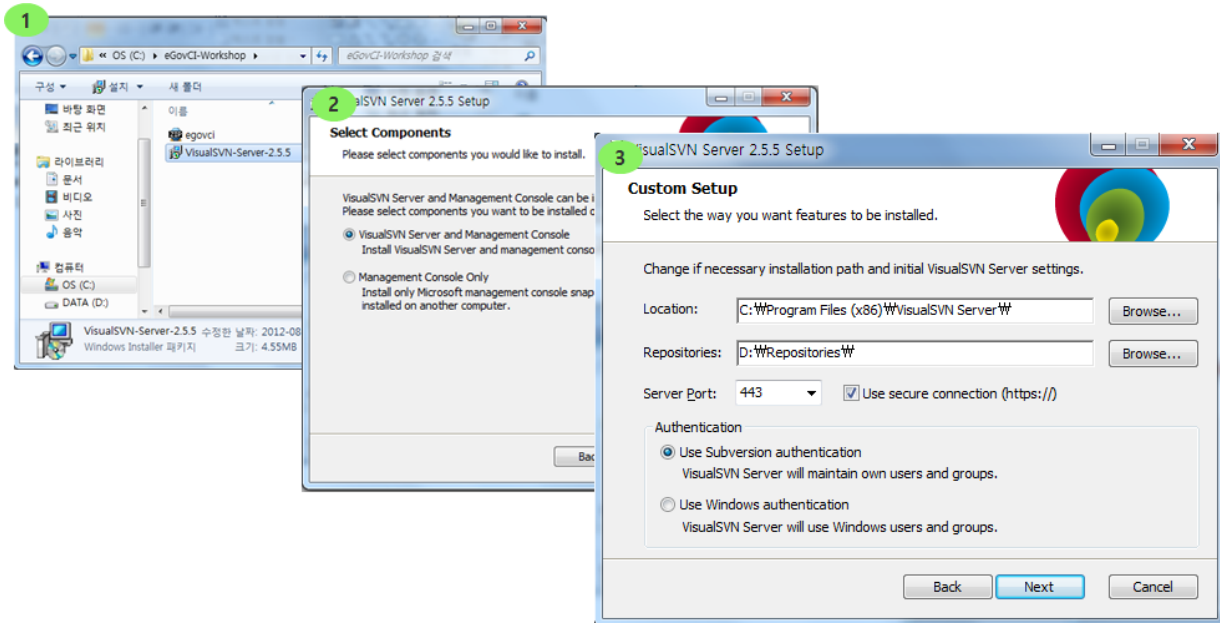 1
« OS (C:) ▸ eGovCI-Workshop ▸
eGovCI-Workshop 검색
구성 ▼ 설치 ▼ 새 폴더
바탕 화면
최근 위치
라이브러리
문서
비디오
사진
음악
컴퓨터
OS (C:)
DATA (D:)
이름
egovci
VisualSVN-Server-2.5.5
VisualSVN-Server-2.5.5 수정한 날짜: 2012-08
Windows Installer 패키지 크기: 4.55MB
2
alSVN Server 2.5.5 Setup
Select Components
Please select components you would like to install.
VisualSVN Server and Management Console can be i
Please select components you want to be installed c
VisualSVN Server and Management Console
Install VisualSVN Server and management conso
Management Console Only
Install only Microsoft management console snap
installed on another computer.
Bac
3
isualSVN Server 2.5.5 Setup
Custom Setup
Select the way you want features to be installed.
Change if necessary installation path and initial VisualSVN Server settings.
Location: C:₩Program Files (x86)₩VisualSVN Server₩ Browse...
Repositories: D:₩Repositories₩ Browse...
Server Port: 443 Use secure connection (https://)
Authentication
Use Subversion authentication
VisualSVN Server will maintain own users and groups.
Use Windows authentication
VisualSVN Server will use Windows users and groups.
Back Next Cancel